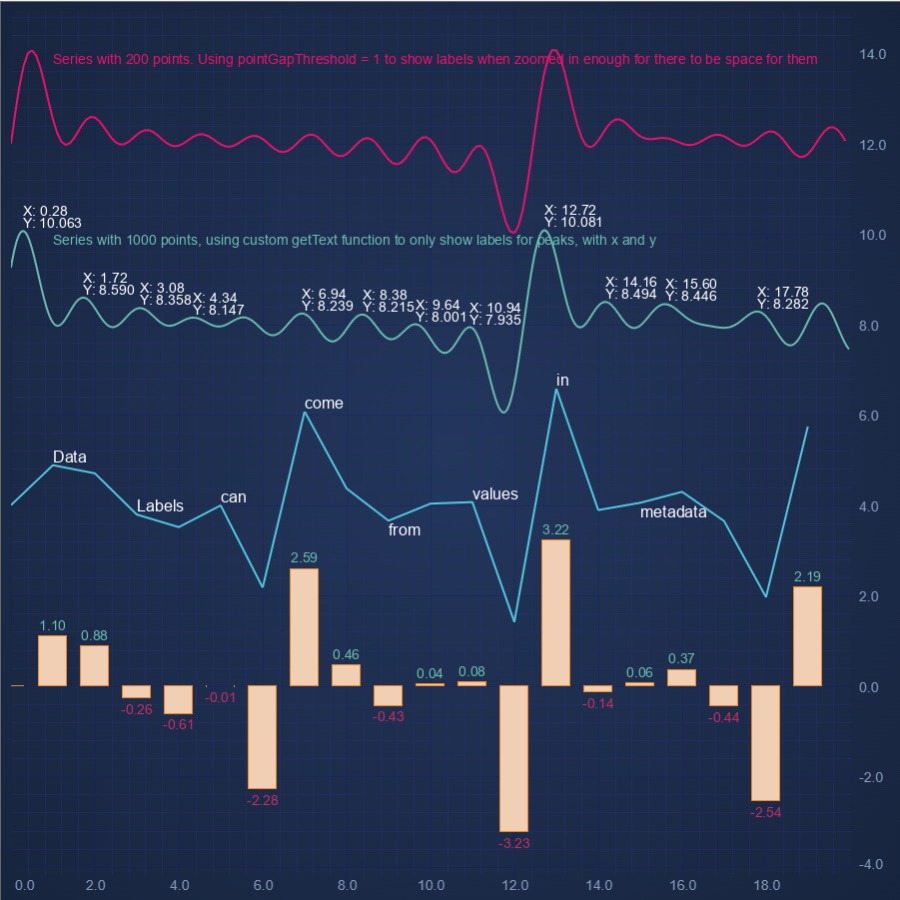 14.0
Series with 200 points. Using pointGapThreshold = 1 to show labels when zoomed in enough for there to be space for them
12.0
X: 0.28
Y: 10.063
X: 12.72
Y: 10.081
10.0
Series with 1000 points, using custom getText function to only show labels for peaks, with x and y
X: 1.72
Y: 8.590
X: 3.08
Y: 8.358
X: 4.34
Y: 8.147
X: 6.94
Y: 8.239
X: 8.38
Y: 8.215
X: 9.64
Y: 8.001
X: 10.94
Y: 7.935
X: 14.16
Y: 8.494
X: 15.60
Y: 8.446
X: 17.78
Y: 8.282
8.0
in
come
6.0
Data
Labels
can
values
from
metadata
4.0
3.22
2.59
2.19
2.0
1.10
0.88
0.46
0.04
0.08
0.06
0.37
0.0
-0.26
-0.61
-0.01
-0.43
-0.14
-0.44
-2.0
-2.28
-2.54
-3.23
-4.0
0.0
2.0
4.0
6.0
8.0
10.0
12.0
14.0
16.0
18.0